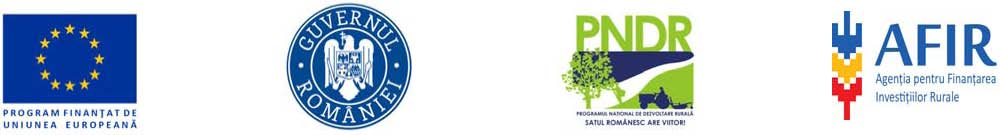 PROGRAM FINANȚAT DE
UNIUNEA EUROPEANĂ
GUVERNUL
ROMÂNIEI
PNDR
PROGRAMUL NAȚIONAL DE DEZVOLTARE RURALĂ
SATUL ROMÂNESC ARE VIITOR!
AFIR
Agenția pentru Finanțarea
Investițiilor Rurale